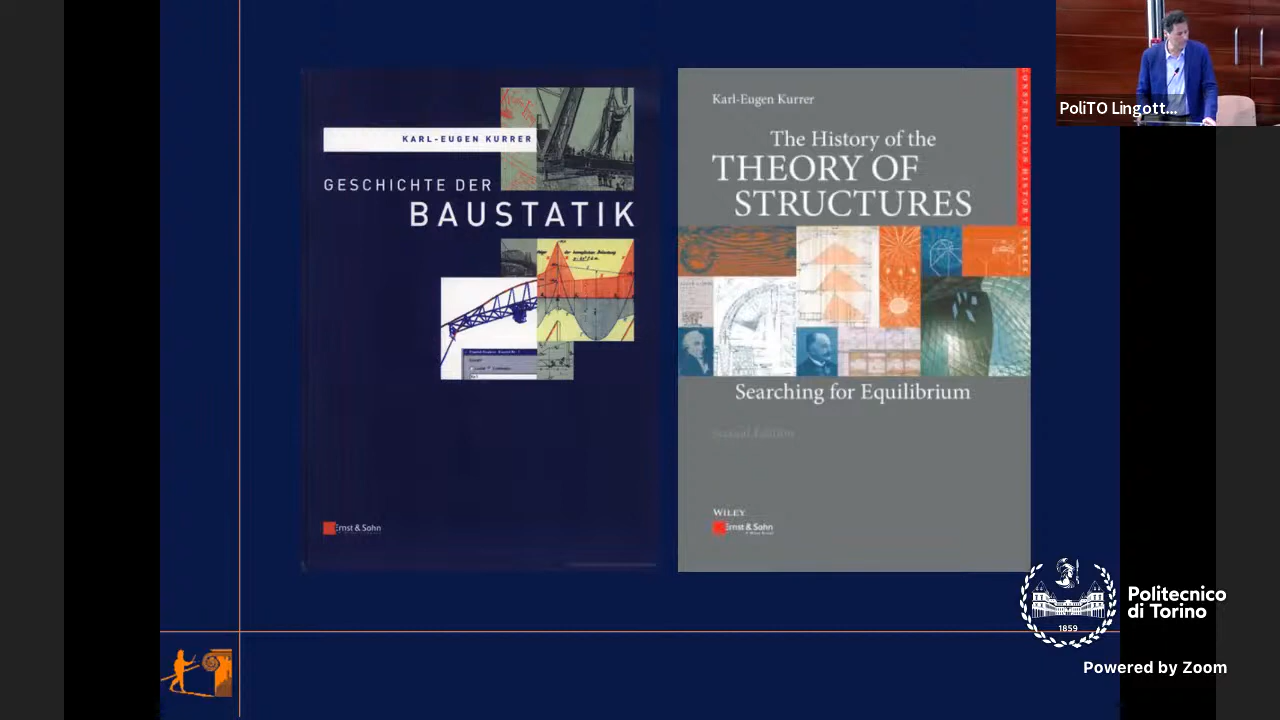 KARL-EUGEN KURRER
GESCHICHTE DER
BAUSTATIK
Ernst & Sohn
Karl-Eugen Kurrer
The History of the
THEORY OF
STRUCTURES
CONSTRUCTION HISTORY SERIES
Searching for Equilibrium
Second Edition
WILEY
Ernst & Sohn
PoliTO Lingott...
Politecnico
di Torino
1859
Powered by Zoom